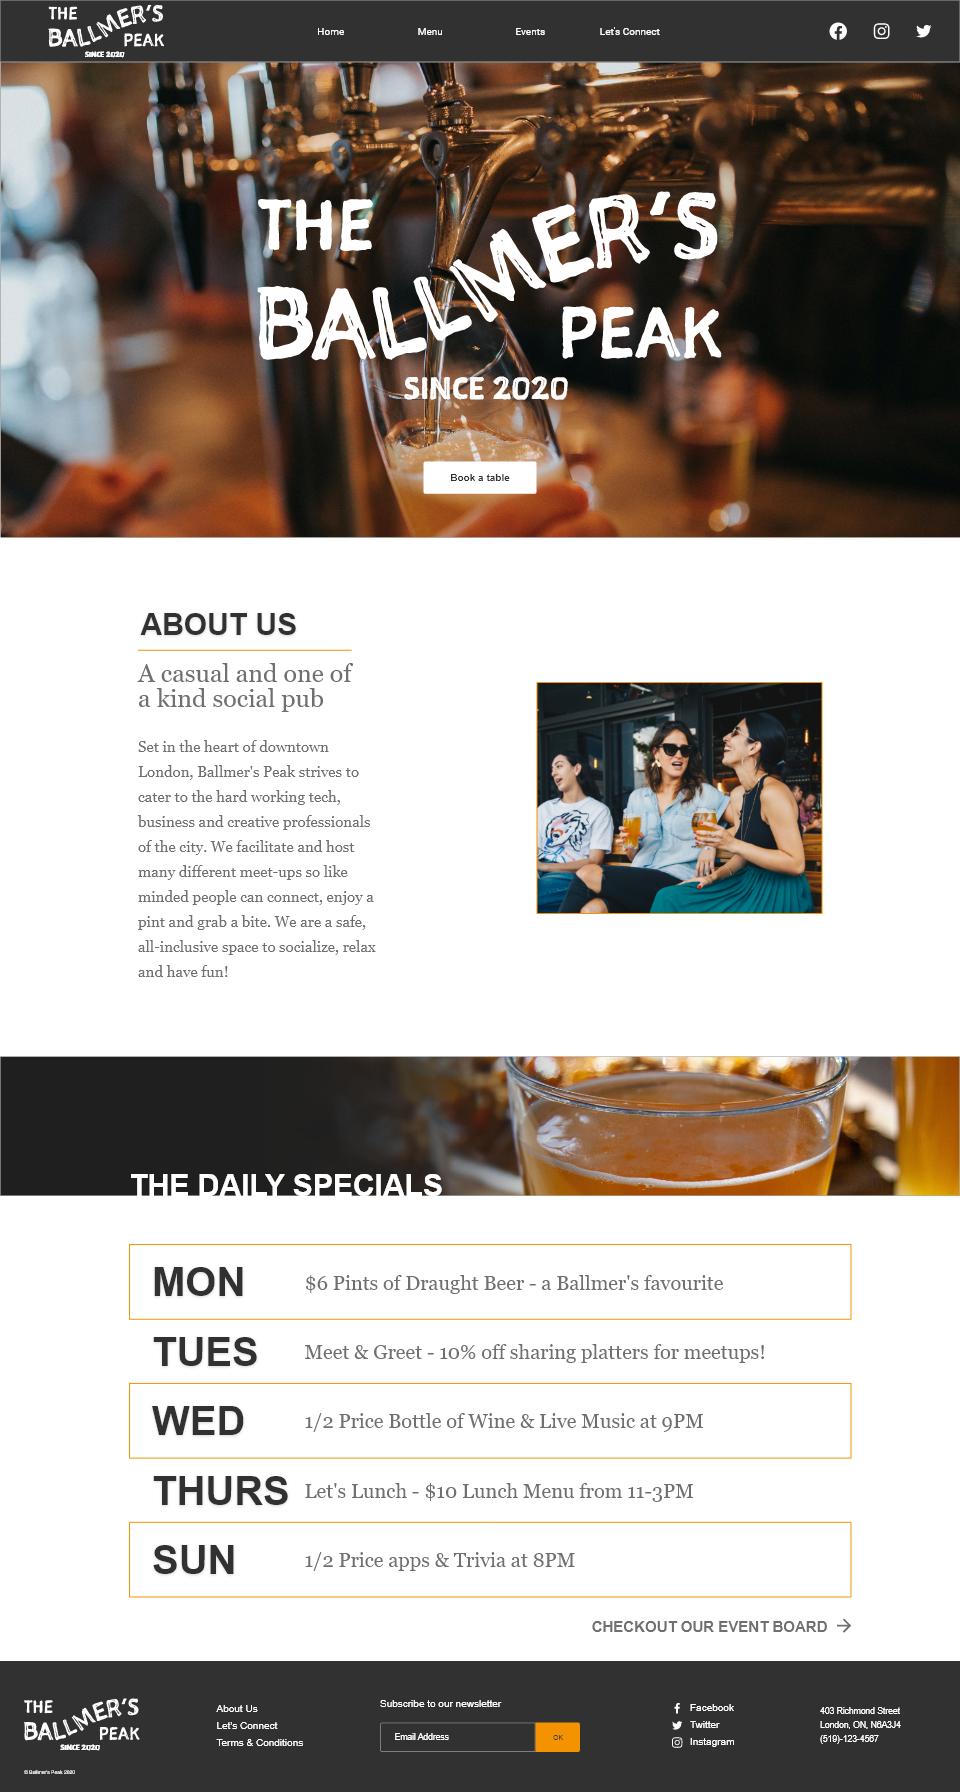 THE BALLMER'S PEAK
SINCE 2020
Home
Menu
Events
Let's Connect
THE BALLMER'S PEAK
SINCE 2020
Book a table
ABOUT US
A casual and one of
a kind social pub
Set in the heart of downtown
London, Ballmer's Peak strives to
cater to the hard working tech,
business and creative professionals
of the city. We facilitate and host
many different meet-ups so like
minded people can connect, enjoy a
pint and grab a bite. We are a safe,
all-inclusive space to socialize, relax
and have fun!
THE DAILY SPECIALS
MON $6 Pints of Draught Beer - a Ballmer's favourite
TUES Meet & Greet - 10% off sharing platters for meetups!
WED 1/2 Price Bottle of Wine & Live Music at 9PM
THURS Let's Lunch - $10 Lunch Menu from 11-3PM
SUN 1/2 Price apps & Trivia at 8PM
CHECKOUT OUR EVENT BOARD
THE BALLMER'S PEAK
SINCE 2020
© Ballmer's Peak 2020
About Us
Let's Connect
Terms & Conditions
Subscribe to our newsletter
Email Address
OK
Facebook
Twitter
Instagram
403 Richmond Street
London, ON, N6A3J4
(519)-123-4567